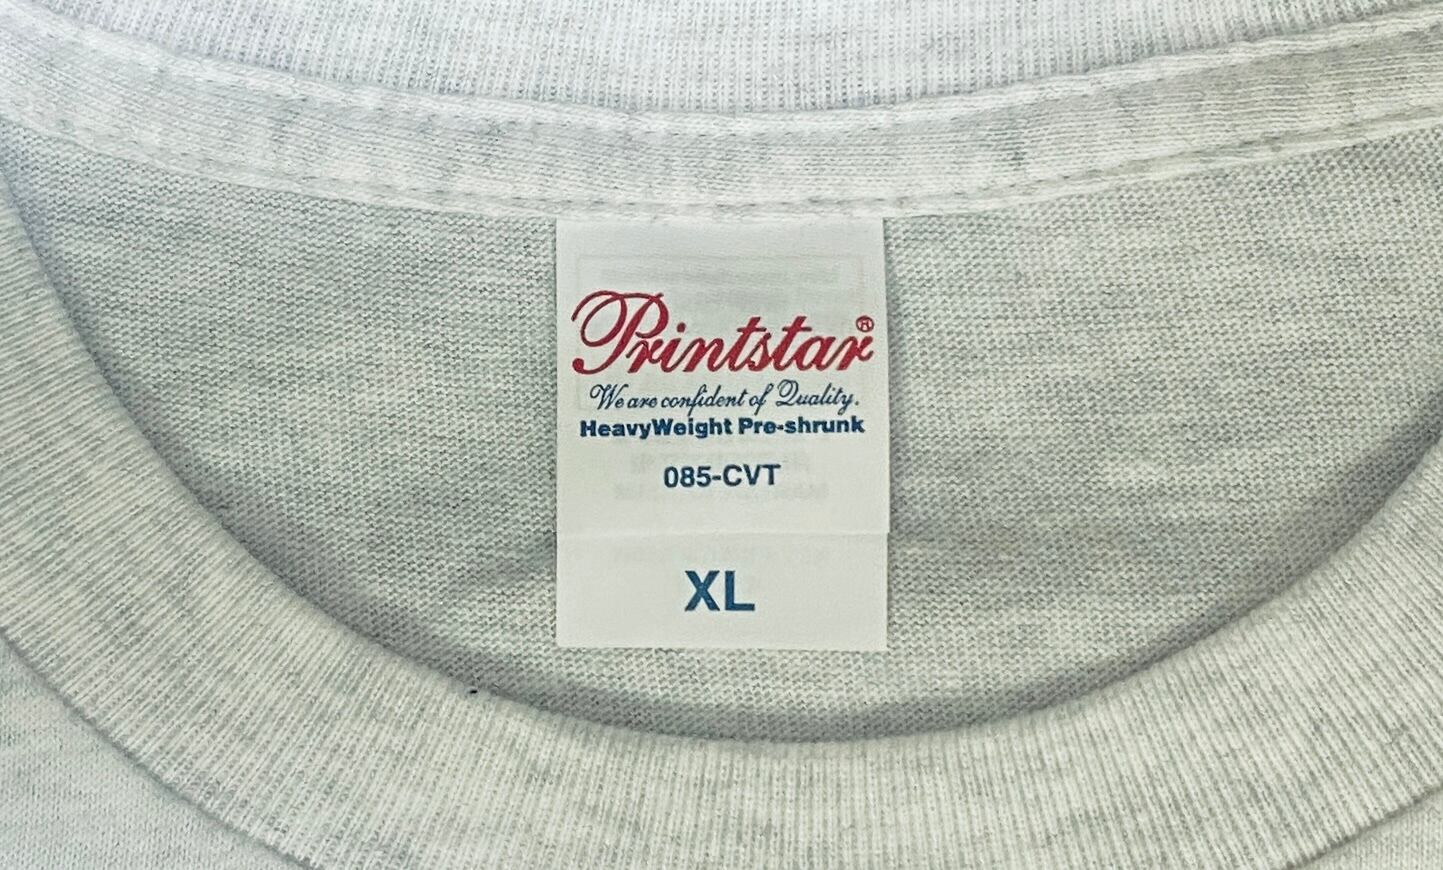 Printstar®
We are confident of Quality.
HeavyWeight Pre-shrunk
085-CVT
XL